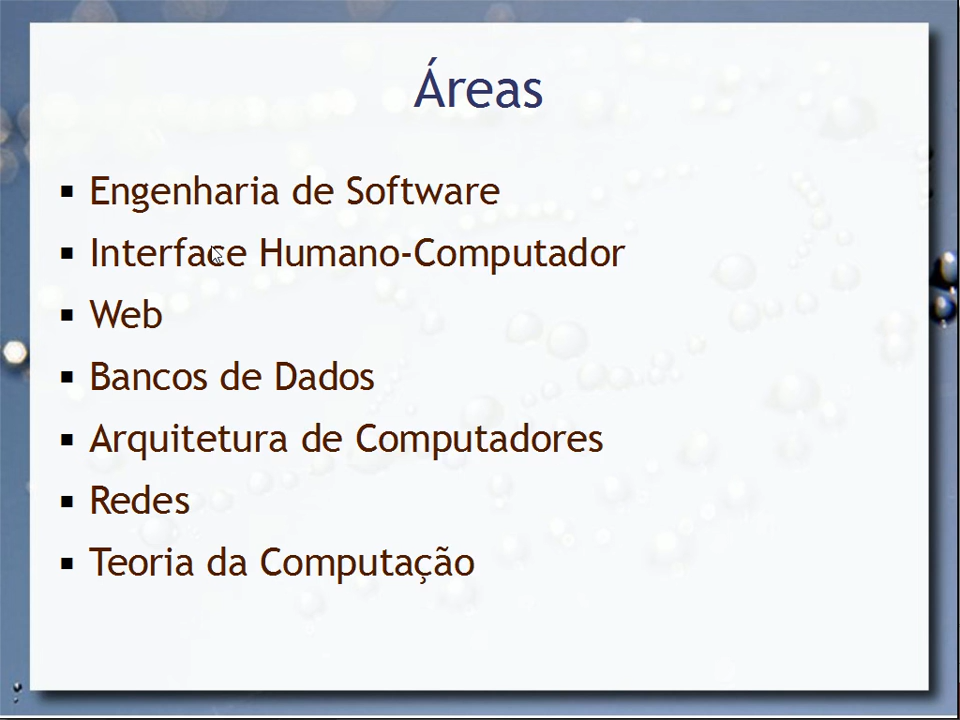 Áreas
Engenharia de Software
Interface Humano-Computador
Web
Bancos de Dados
Arquitetura de Computadores
Redes
Teoria da Computação